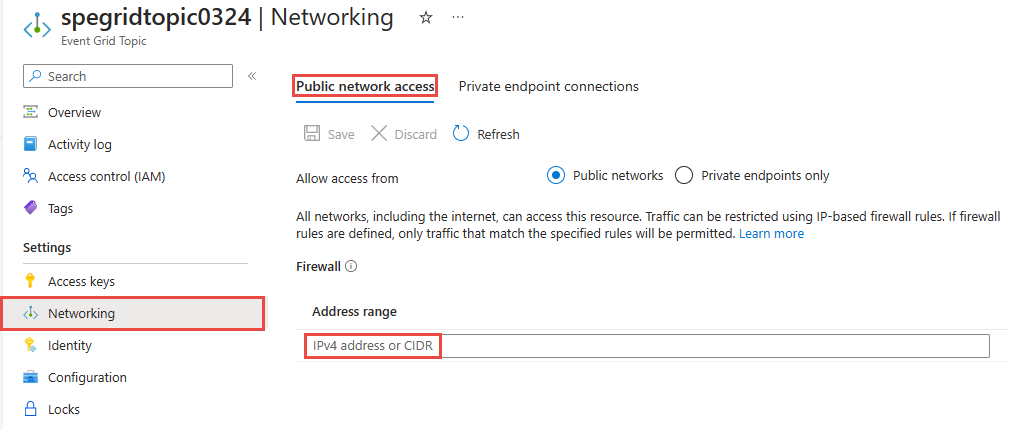 spegridtopic0324 | Networking ☆ ···
Event Grid Topic
Search «
Overview
Activity log
Access control (IAM)
Tags
Settings
Access keys
Networking
Identity
Configuration
Locks
Public network access Private endpoint connections
Save Discard Refresh
Allow access from Public networks Private endpoints only
All networks, including the internet, can access this resource. Traffic can be restricted using IP-based firewall rules. If firewall
rules are defined, only traffic that match the specified rules will be permitted. Learn more
Firewall
Address range
IPv4 address or CIDR